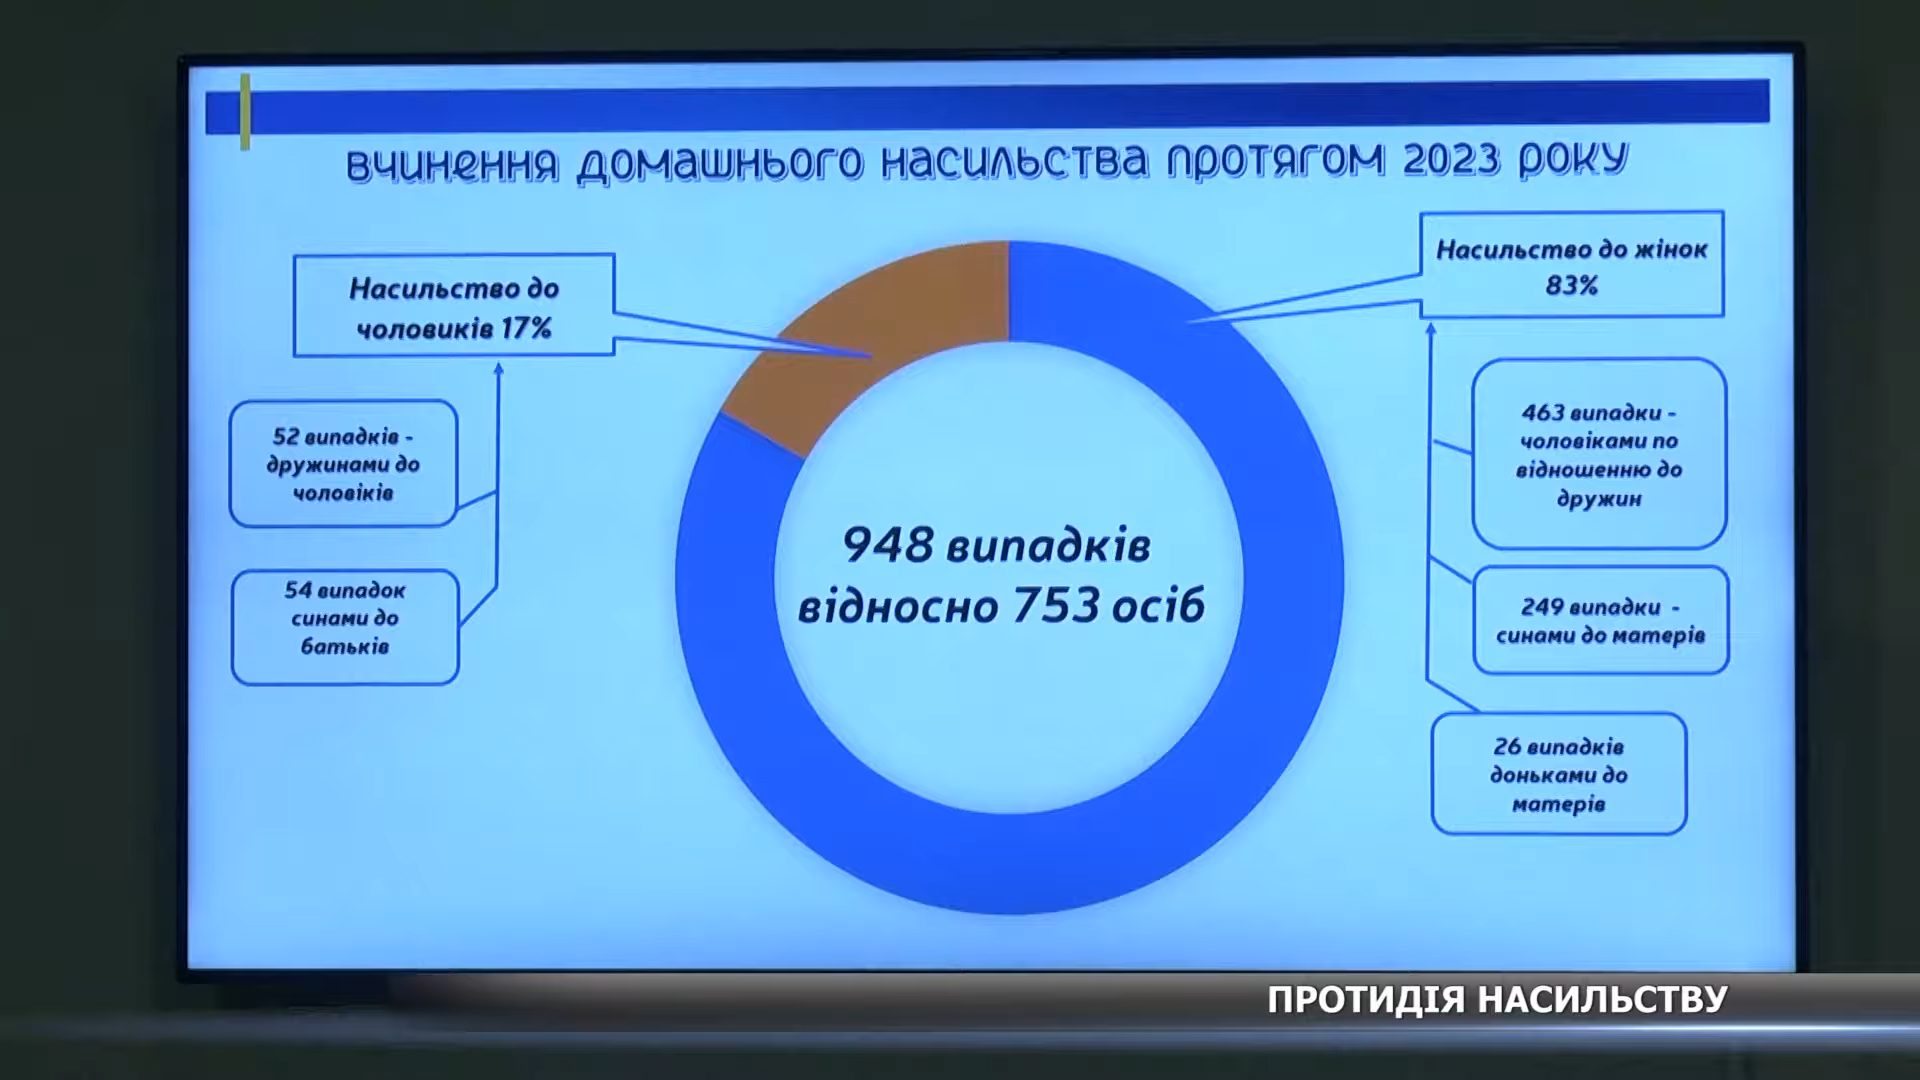 ВЧИНЕННЯ ДОМАШНЬОГО НАСИЛЬСТВА ПРОТЯГОМ 2023 РОКУ
Насильство до
чоловиків 17%
52 випадків -
дружинами до
чоловіків
54 випадок
синами до
батьків
948 випадків
відносно 753 осіб
Насильство до жінок
83%
463 випадки -
чоловіками по
відношенню до
дружин
249 випадки -
синами до матерів
26 випадків
доньками до
матерів
ПРОТИДІЯ НАСИЛЬСТВУ